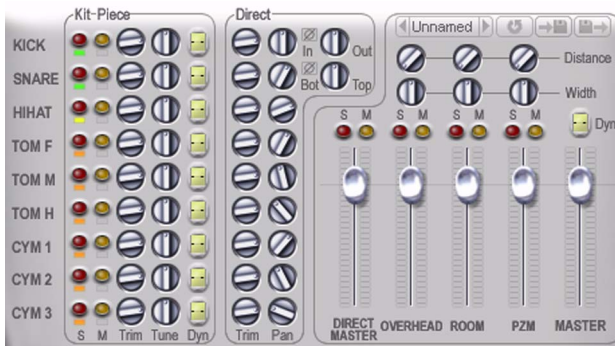 Kit-Piece Direct
Unnamed
KICK In Out
Distance
SNARE Bot Top
Width
HIHAT S M S M S M
Dyn
TOM F
TOM M
TOM H
CYM 1
CYM 2
CYM 3
DIRECT MASTER OVERHEAD ROOM PZM MASTER
S M Trim Tune Dyn Trim Pan